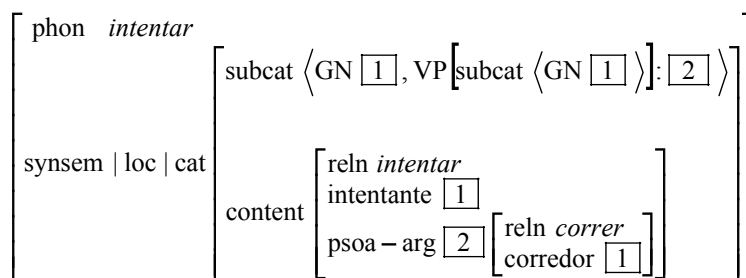 phon intentar
subcat ⟨GN 1 , VP[subcat ⟨GN 1 ⟩]: 2 ⟩
synsem | loc | cat
reln intentar
intentante 1
content
psoa – arg 2
reln correr
corredor 1